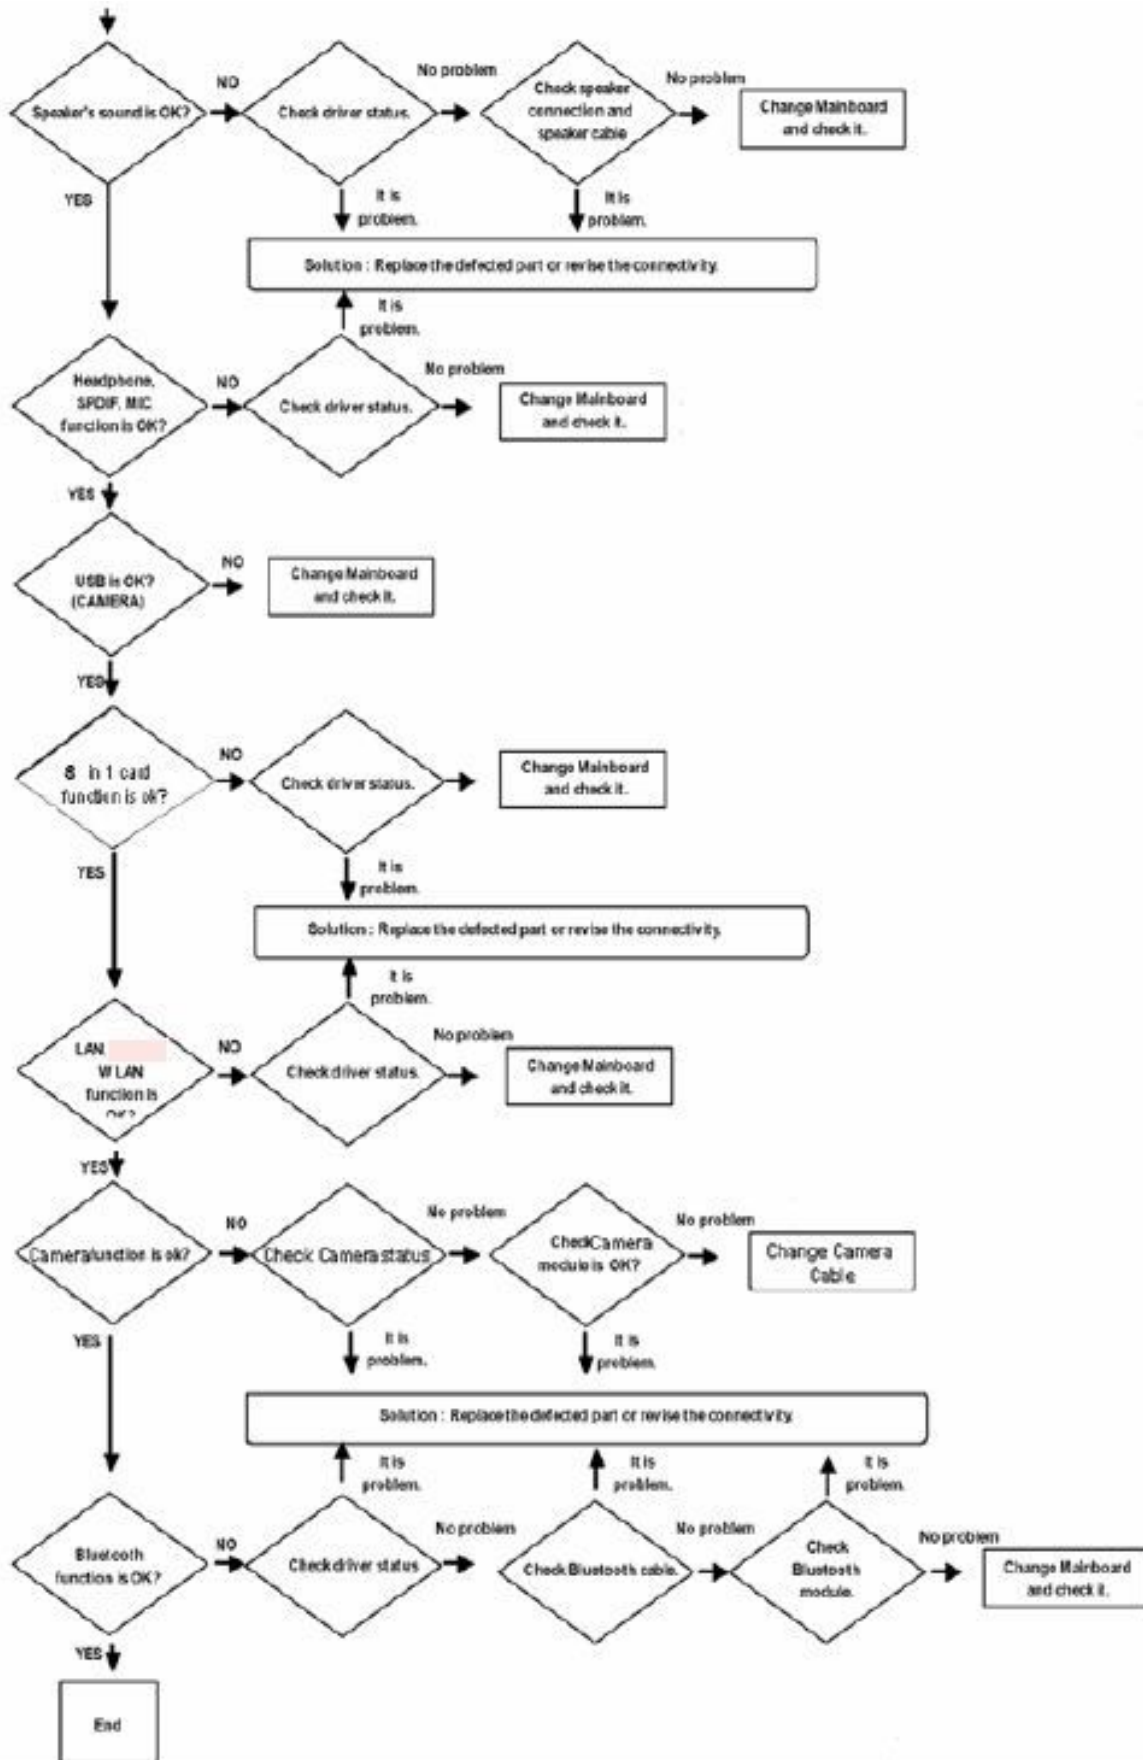 Speaker's sound is OK?
NO
Check driver status.
No problem
Check speaker
connection and
speaker cable
No problem
Change Mainboard
and check it.
YES
It is
problem.
It is
problem.
Solution : Replace the defected part or revise the connectivity.
It is
problem.
Headphone,
SPDIF, MIC
function is OK?
NO
Check driver status.
No problem
Change Mainboard
and check it.
YES
USB is OK?
(CAMERA)
NO
Change Mainboard
and check it.
YES
8 in 1 card
function is ok?
NO
Check driver status.
Change Mainboard
and check it.
YES
It is
problem.
Solution : Replace the defected part or revise the connectivity.
It is
problem.
LAN
W LAN
function is
OK?
NO
Check driver status.
No problem
Change Mainboard
and check it.
YES
Camera function is ok?
NO
Check Camera status
No problem
Check Camera
module is OK?
No problem
Change Camera
Cable
YES
It is
problem.
It is
problem.
Solution : Replace the defected part or revise the connectivity.
It is
problem.
It is
problem.
It is
problem.
Bluetooth
function is OK?
NO
Check driver status
No problem
Check Bluetooth cable.
No problem
Check
Bluetooth
module.
No problem
Change Mainboard
and check it.
YES
End